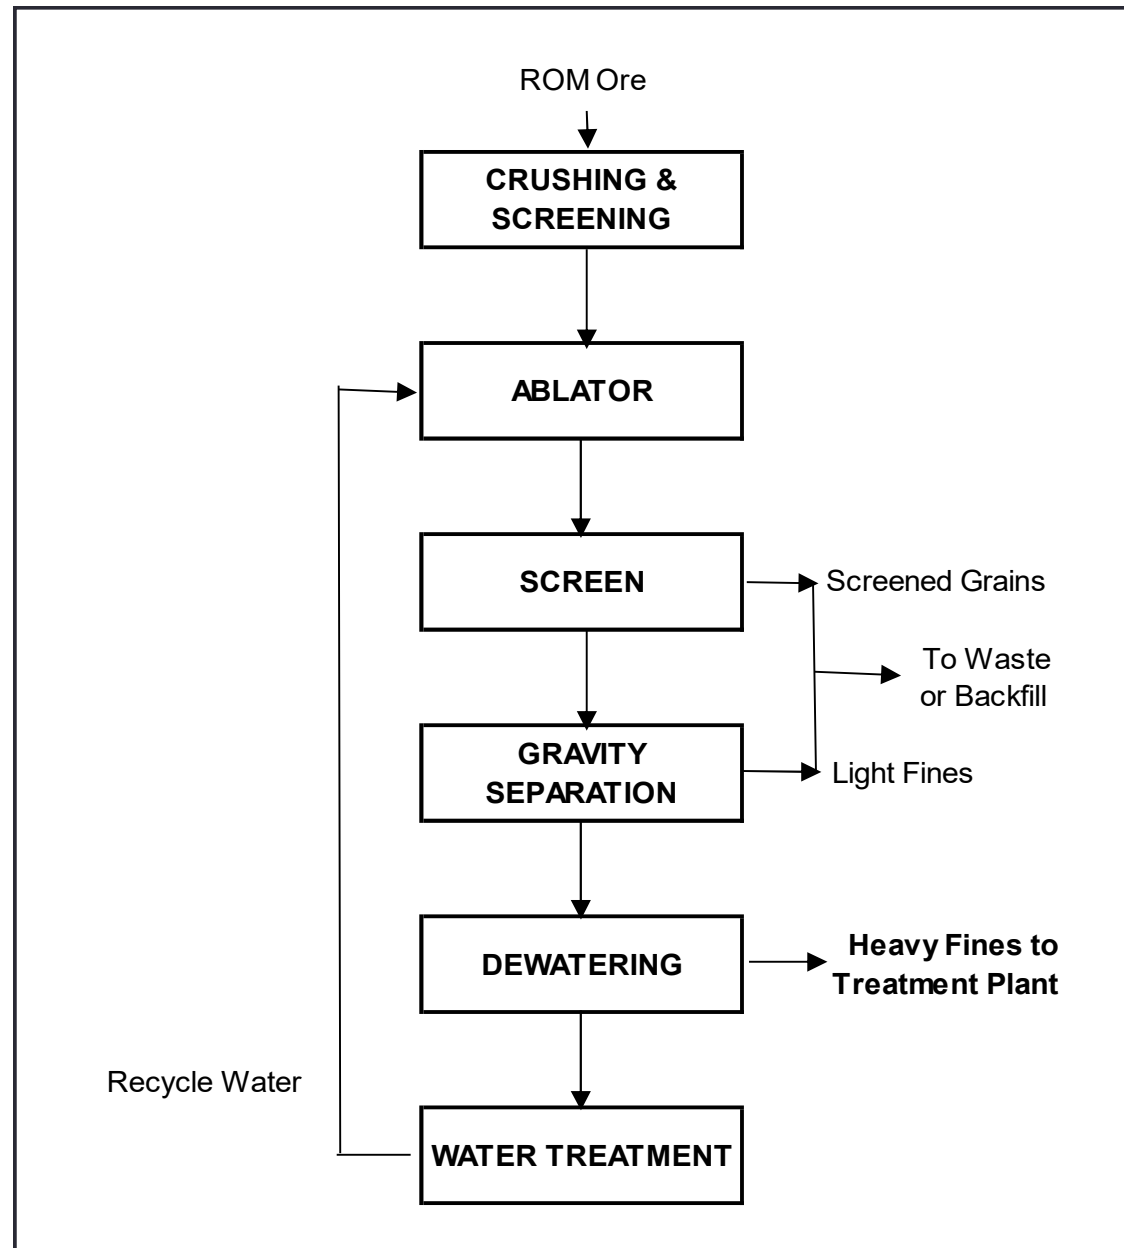 ROM Ore
CRUSHING &
SCREENING
ABLATOR
SCREEN
Screened Grains
To Waste
or Backfill
GRAVITY
SEPARATION
Light Fines
DEWATERING
Heavy Fines to
Treatment Plant
Recycle Water
WATER TREATMENT